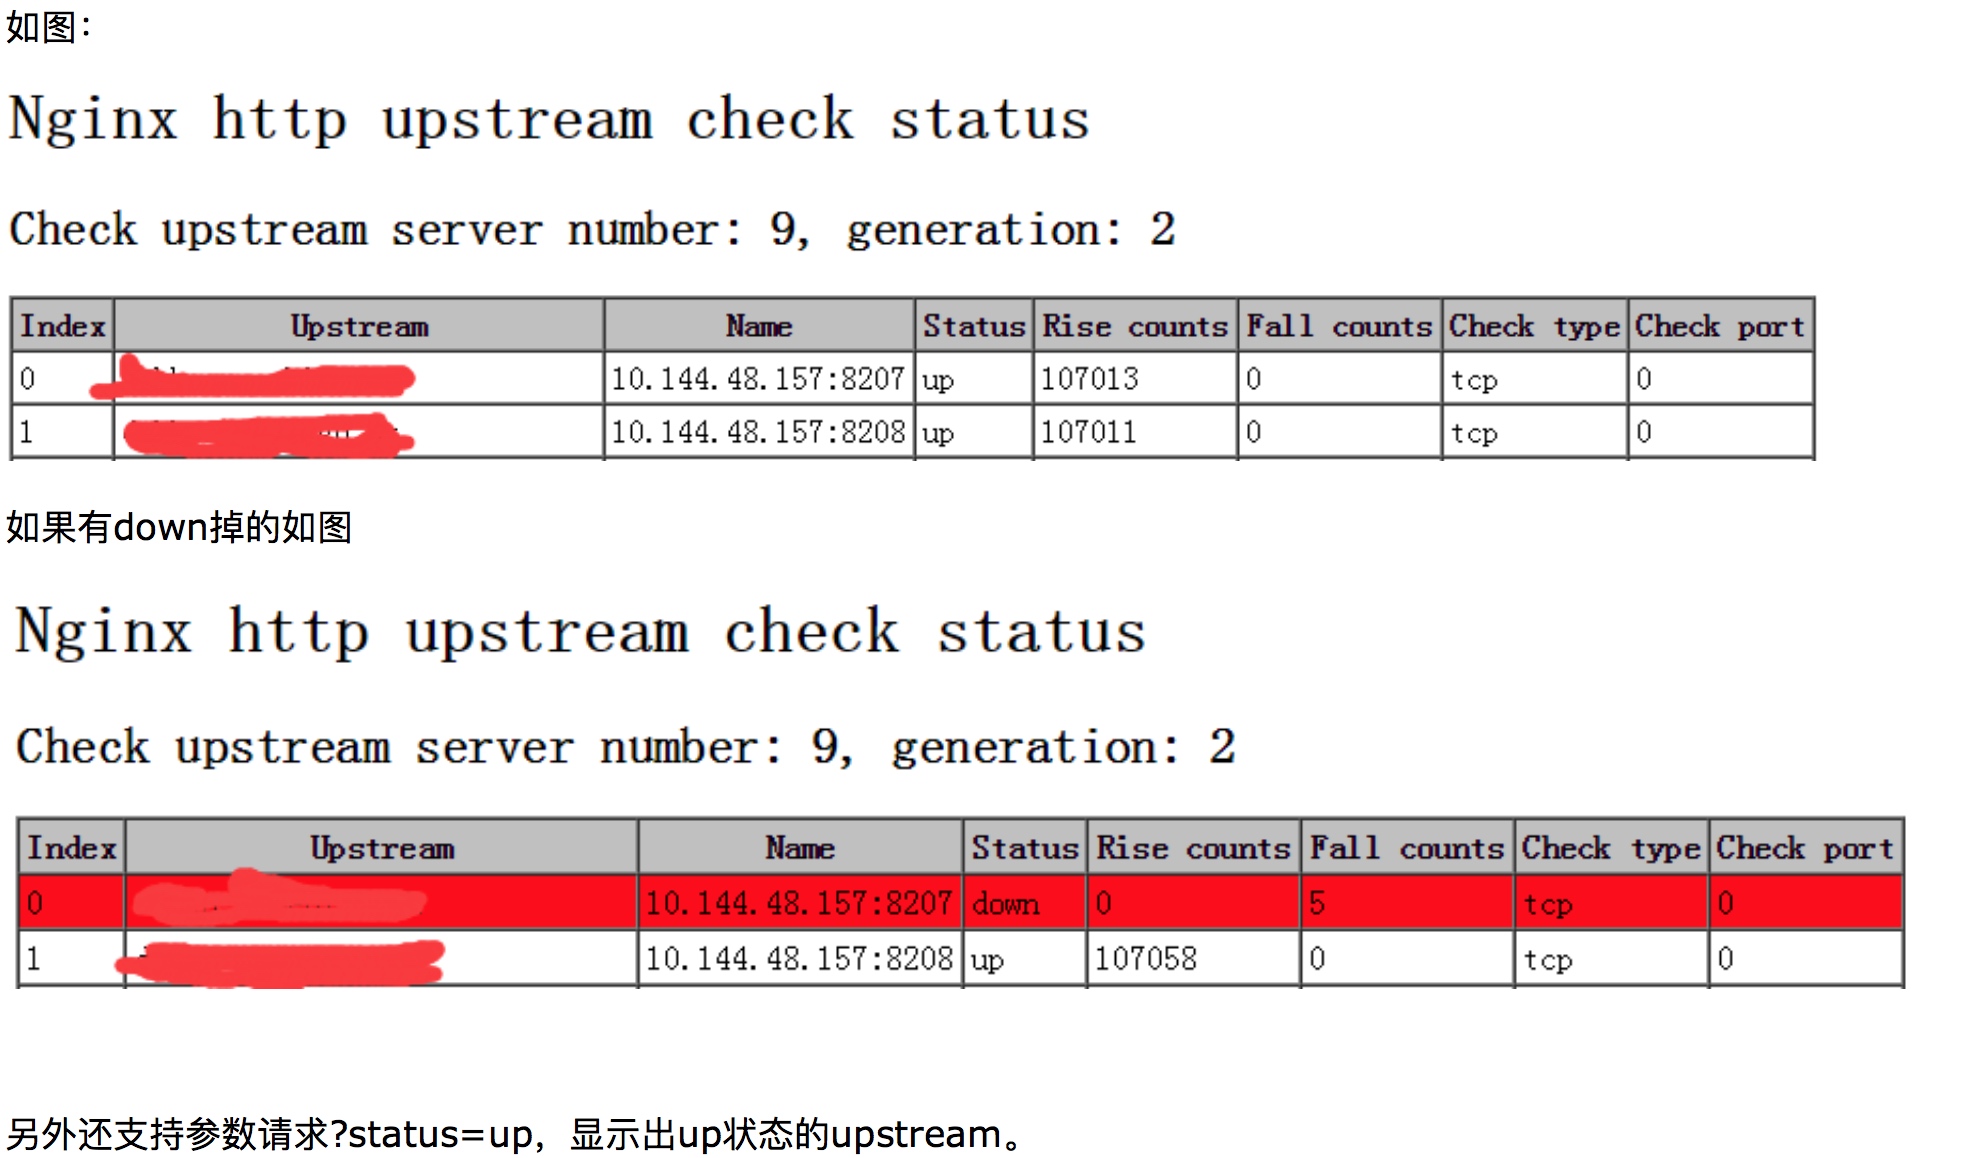 如图：
Nginx http upstream check status
Check upstream server number: 9, generation: 2
Index Upstream Name Status Rise counts Fall counts Check type Check port
0 10.144.48.157:8207 up 107013 0 tcp 0
1 10.144.48.157:8208 up 107011 0 tcp 0
如果有down掉的如图
Nginx http upstream check status
Check upstream server number: 9, generation: 2
Index Upstream Name Status Rise counts Fall counts Check type Check port
0 10.144.48.157:8207 down 0 5 tcp 0
1 10.144.48.157:8208 up 107058 0 tcp 0
另外还支持参数请求?status=up，显示出up状态的upstream。